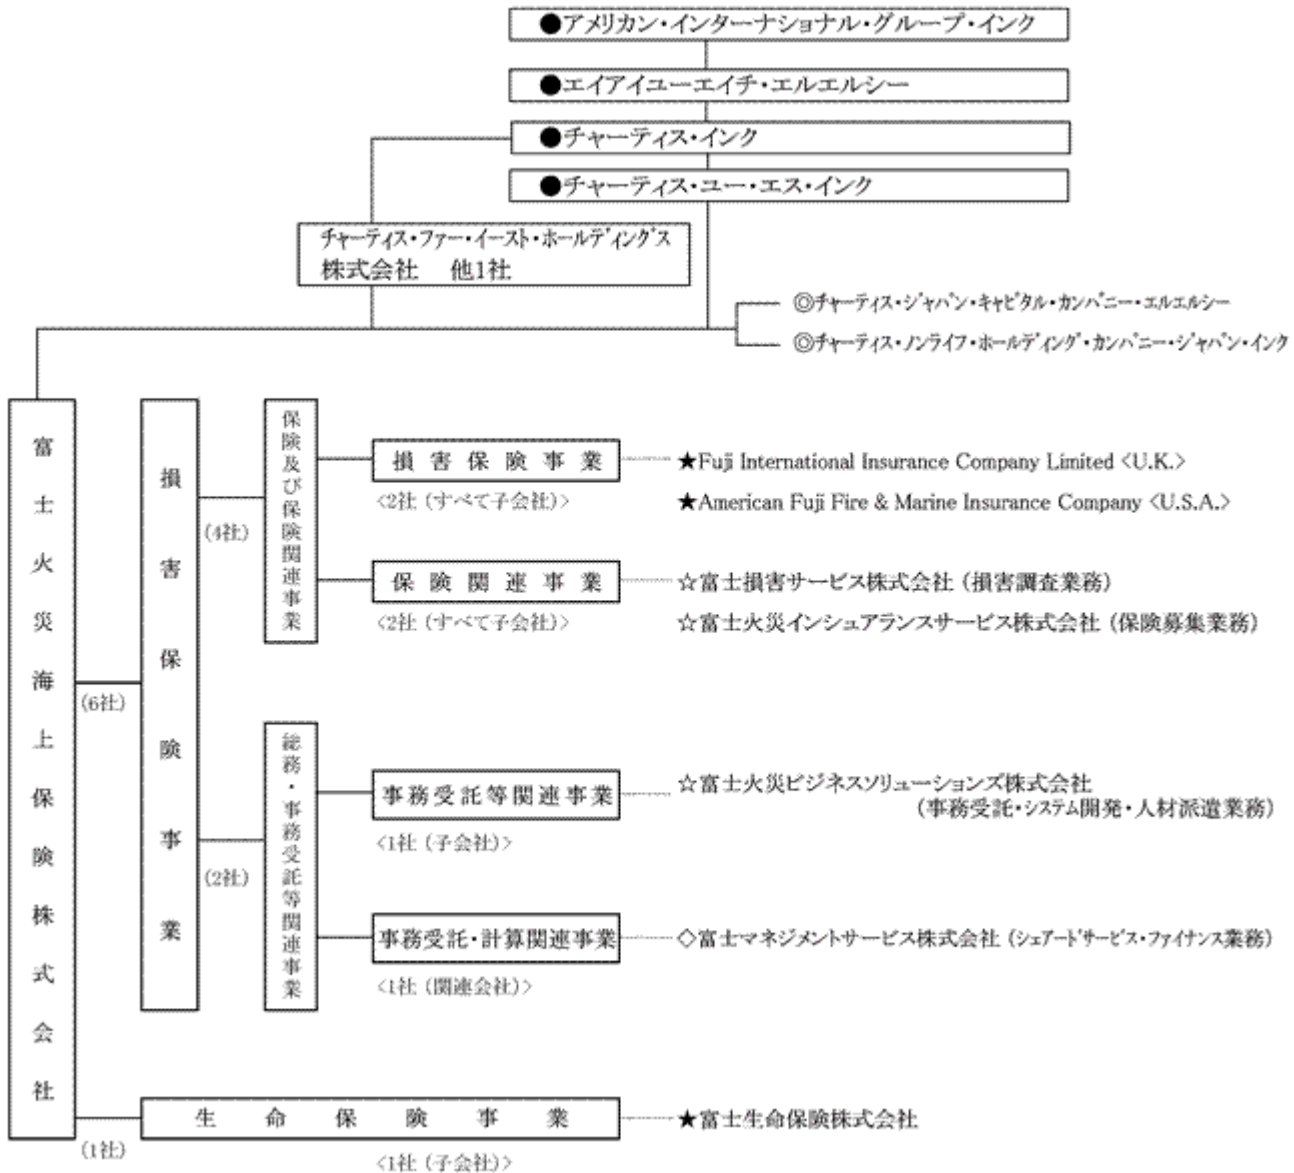 ●アメリカン・インターナショナル・グループ・インク
●エイアイユーエイチ・エルエルシー
●チャーティス・インク
●チャーティス・ユー・エス・インク
チャーティス・ファー・イースト・ホールディングス
株式会社　他1社
◎チャーティス・ジャパン・キャピタル・カンパニー・エルエルシー
◎チャーティス・ノンライフ・ホールディング・カンパニー・ジャパン・インク
富士火災海上保険株式会社
(6社)
損害保険事業
(4社)
保険及び保険関連事業
損害保険事業
<2社 (すべて子会社)>
★Fuji International Insurance Company Limited <U.K.>
★American Fuji Fire & Marine Insurance Company <U.S.A.>
保険関連事業
<2社 (すべて子会社)>
☆富士損害サービス株式会社 (損害調査業務)
☆富士火災インシュアランスサービス株式会社 (保険募集業務)
(2社)
総務・事務受託等関連事業
事務受託等関連事業
<1社 (子会社)>
☆富士火災ビジネスソリューションズ株式会社
(事務受託・システム開発・人材派遣業務)
事務受託・計算関連事業
<1社 (関連会社)>
◇富士マネジメントサービス株式会社 (シェアードサービス・ファイナンス業務)
(1社)
生命保険事業
<1社 (子会社)>
★富士生命保険株式会社